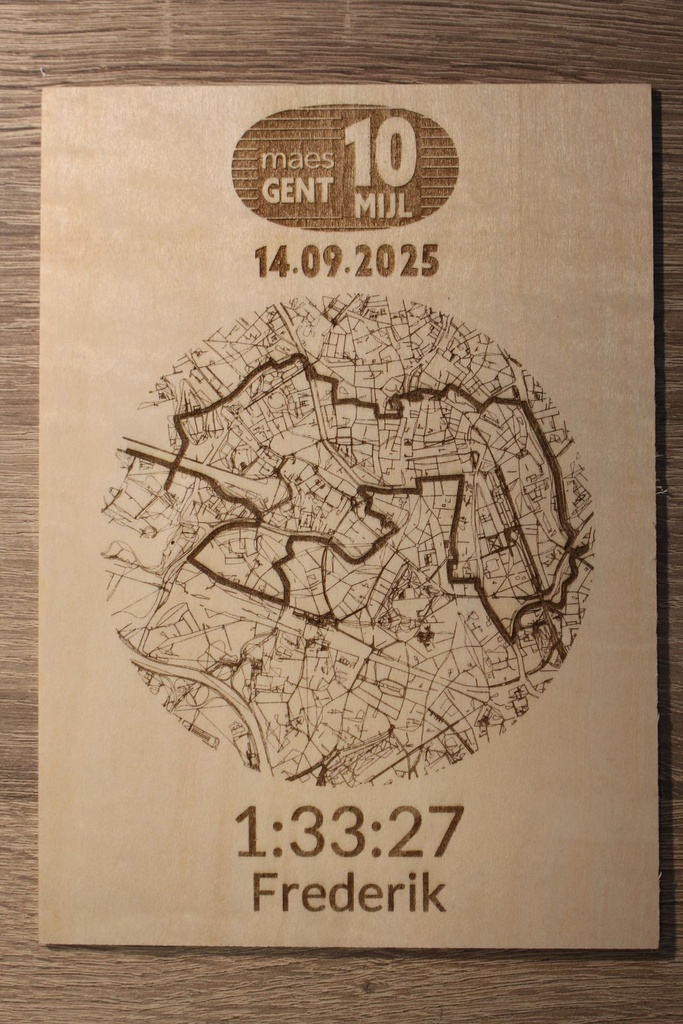 maes 10
GENT MIJL
14.09.2025
1:33:27
Frederik